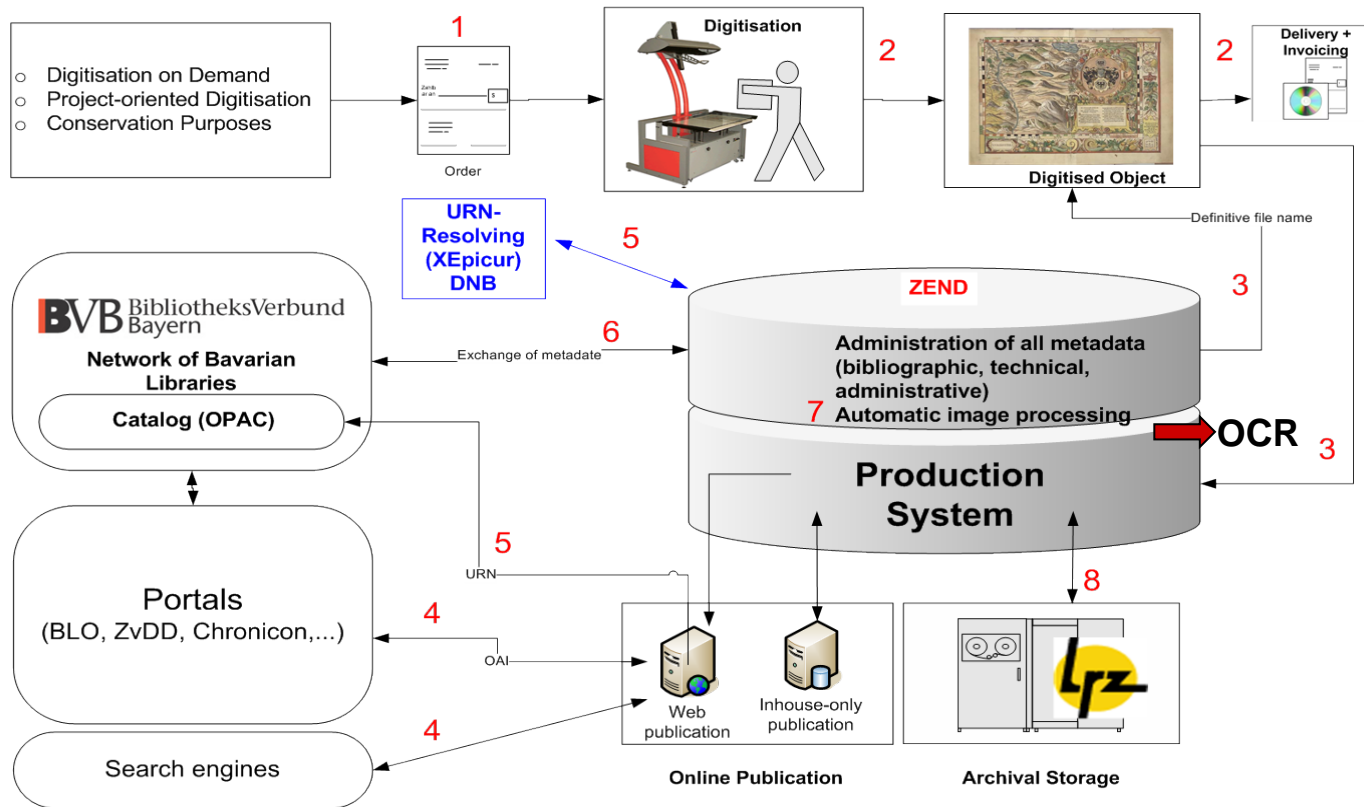 1
Digitisation
2
2
Delivery +
Invoicing
o Digitisation on Demand
o Project-oriented Digitisation
o Conservation Purposes
$
Order
Digitised Object
Definitive file name
URN-
Resolving
(XEpicur)
DNB
5
ZEND
3
BVB BibliotheksVerbund
Bayern
Network of Bavarian
Libraries
Catalog (OPAC)
6
Exchange of metadate
Administration of all metadata
(bibliographic, technical,
administrative)
7 Automatic image processing
OCR
3
Production
System
5
URN
8
Portals
(BLO, ZvDD, Chronicon,...)
4
OAI
Web
publication
Inhouse-only
publication
lrz
4
Search engines
Online Publication
Archival Storage